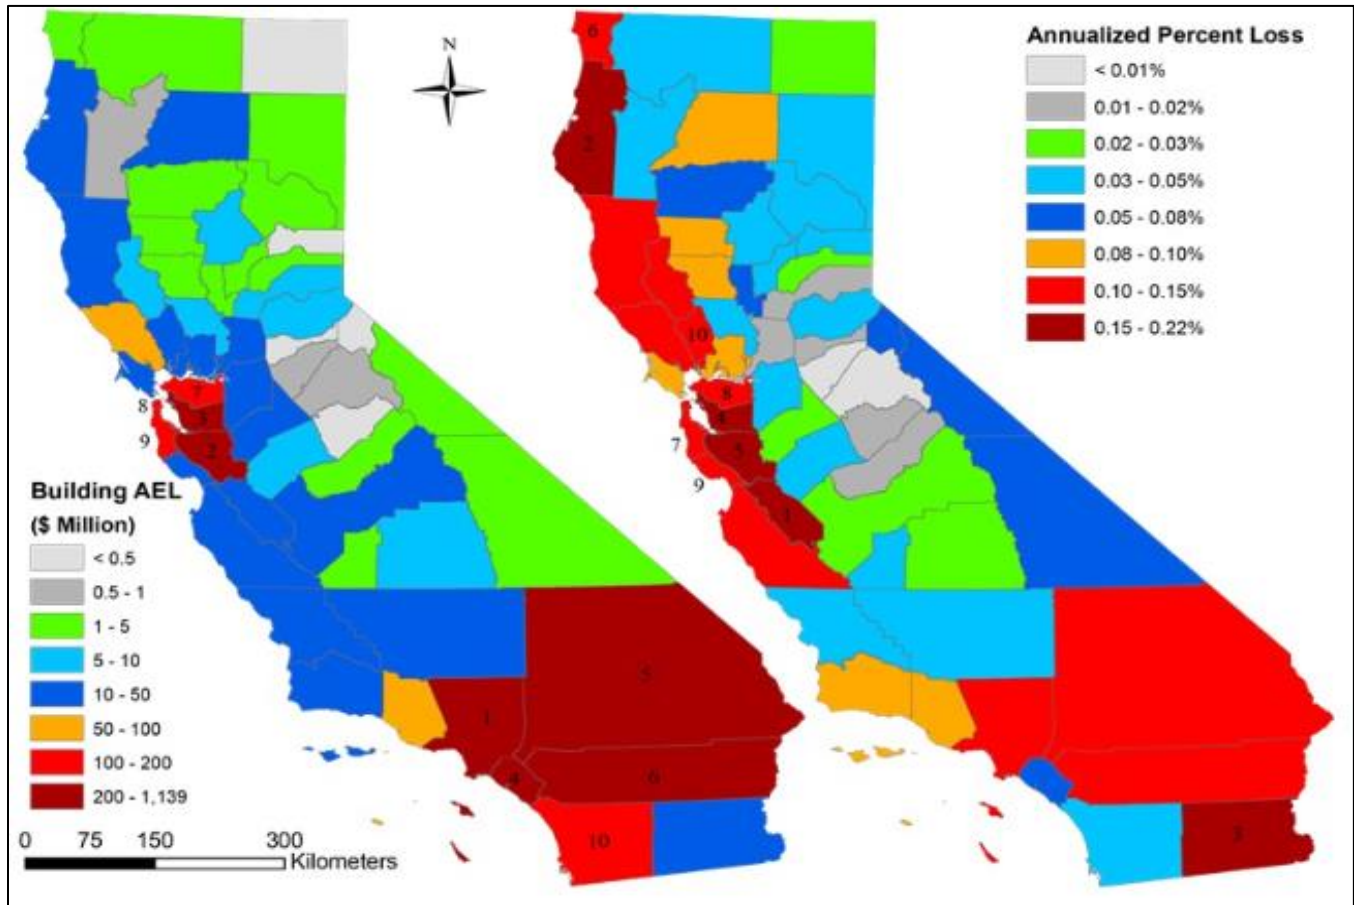 N
Annualized Percent Loss
< 0.01%
0.01 - 0.02%
0.02 - 0.03%
0.03 - 0.05%
0.05 - 0.08%
0.08 - 0.10%
0.10 - 0.15%
0.15 - 0.22%
6
2
10
8
4
7
5
9
1
3
7
8
3
9
2
5
1
4
6
10
Building AEL
($ Million)
< 0.5
0.5 - 1
1 - 5
5 - 10
10 - 50
50 - 100
100 - 200
200 - 1,139
0 75 150 300
Kilometers